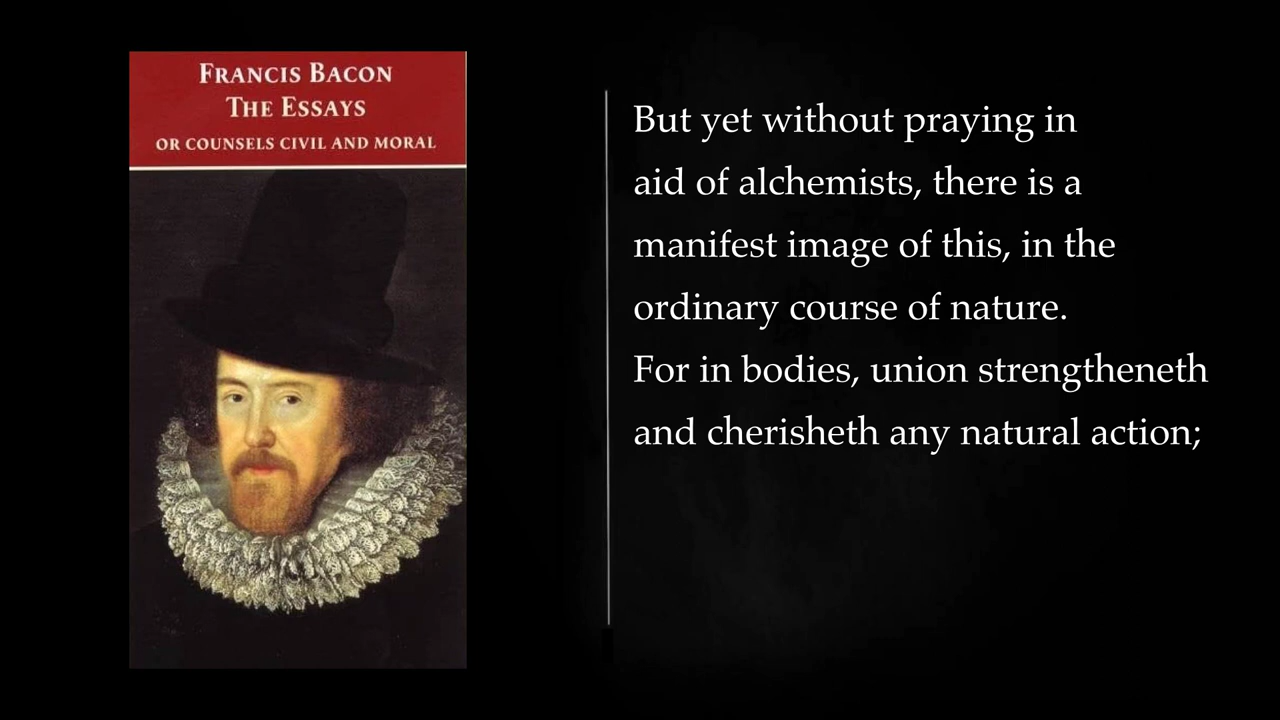 FRANCIS BACON
THE ESSAYS
OR COUNSELS CIVIL AND MORAL
But yet without praying in
aid of alchemists, there is a
manifest image of this, in the
ordinary course of nature.
For in bodies, union strengtheneth
and cherisheth any natural action;